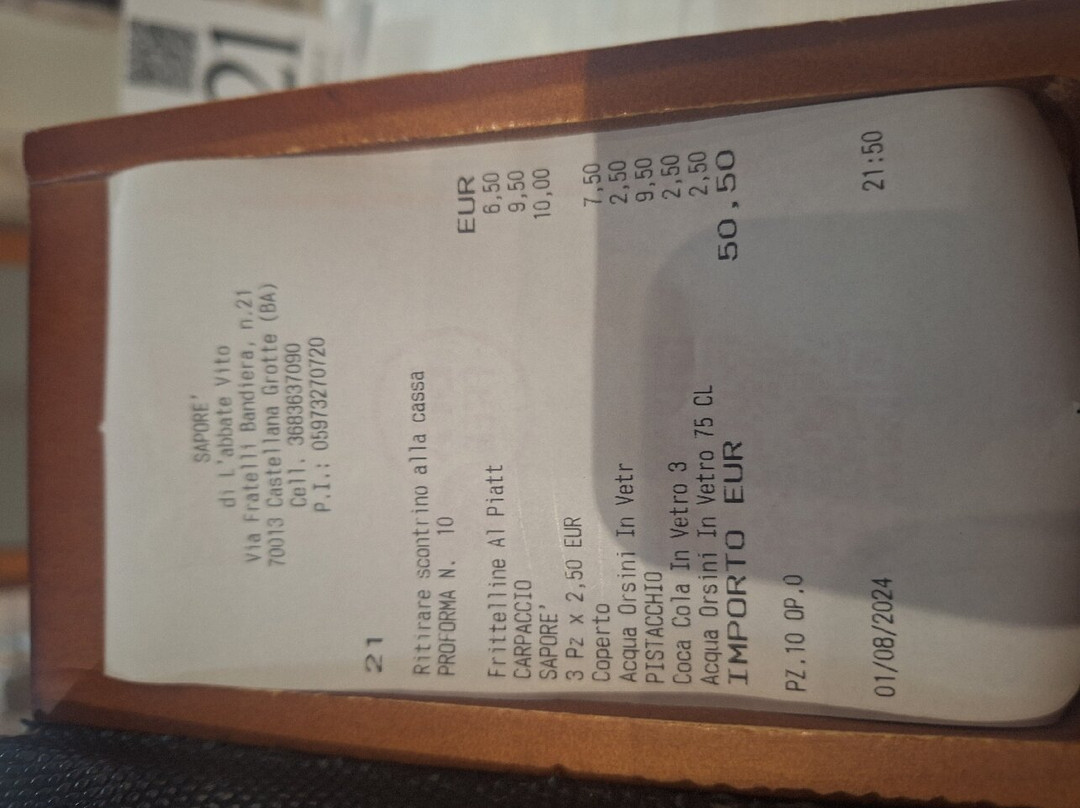 21
SAPORE'
di L'abbate Vito
Via Fratelli Bandiera, n.21
70013 Castellana Grotte (BA)
Cell. 3683637090
P.I.: 05973270720
21
Ritirare scontrino alla cassa
PROFORMA N. 10
EUR
Frittelline Al Piatt 6,50
CARPACCIO 9,50
SAPORE' 10,00
3 Pz X 2,50 EUR
Coperto 7,50
Acqua Orsini In Vetr 2,50
PISTACCHIO 9,50
Coca Cola In Vetro 3 2,50
Acqua Orsini In Vetro 75 CL 2,50
IMPORTO EUR 50,50
PZ.10 OP.0
01/08/2024 21:50